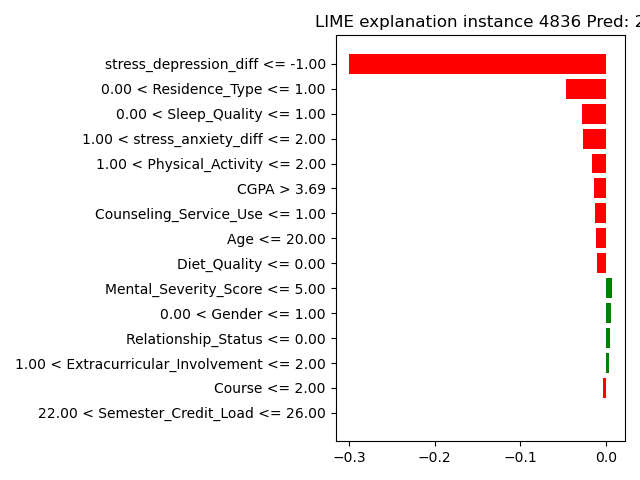 LIME explanation instance 4836 Pred: 2
stress_depression_diff <= -1.00
0.00 < Residence_Type <= 1.00
0.00 < Sleep_Quality <= 1.00
1.00 < stress_anxiety_diff <= 2.00
1.00 < Physical_Activity <= 2.00
CGPA > 3.69
Counseling_Service_Use <= 1.00
Age <= 20.00
Diet_Quality <= 0.00
Mental_Severity_Score <= 5.00
0.00 < Gender <= 1.00
Relationship_Status <= 0.00
1.00 < Extracurricular_Involvement <= 2.00
Course <= 2.00
22.00 < Semester_Credit_Load <= 26.00
−0.3 −0.2 −0.1 0.0